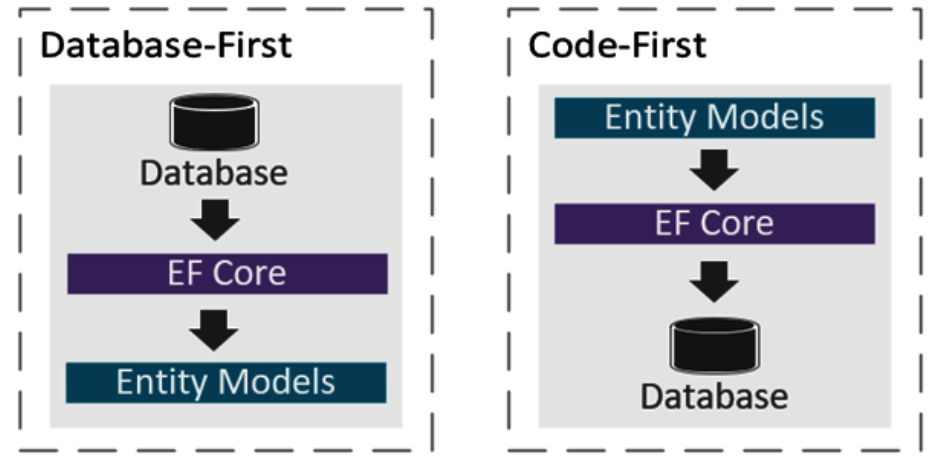 Database-First
Database
EF Core
Entity Models
Code-First
Entity Models
EF Core
Database